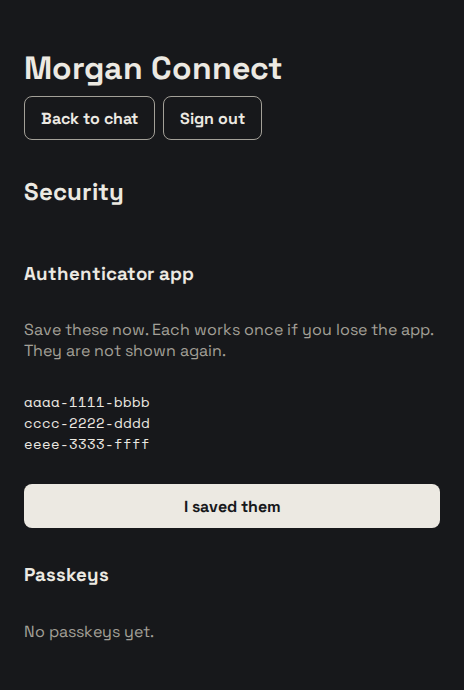 Morgan Connect
Back to chat
Sign out
Security
Authenticator app
Save these now. Each works once if you lose the app.
They are not shown again.
aaaa-1111-bbbb
cccc-2222-dddd
eeee-3333-ffff
I saved them
Passkeys
No passkeys yet.